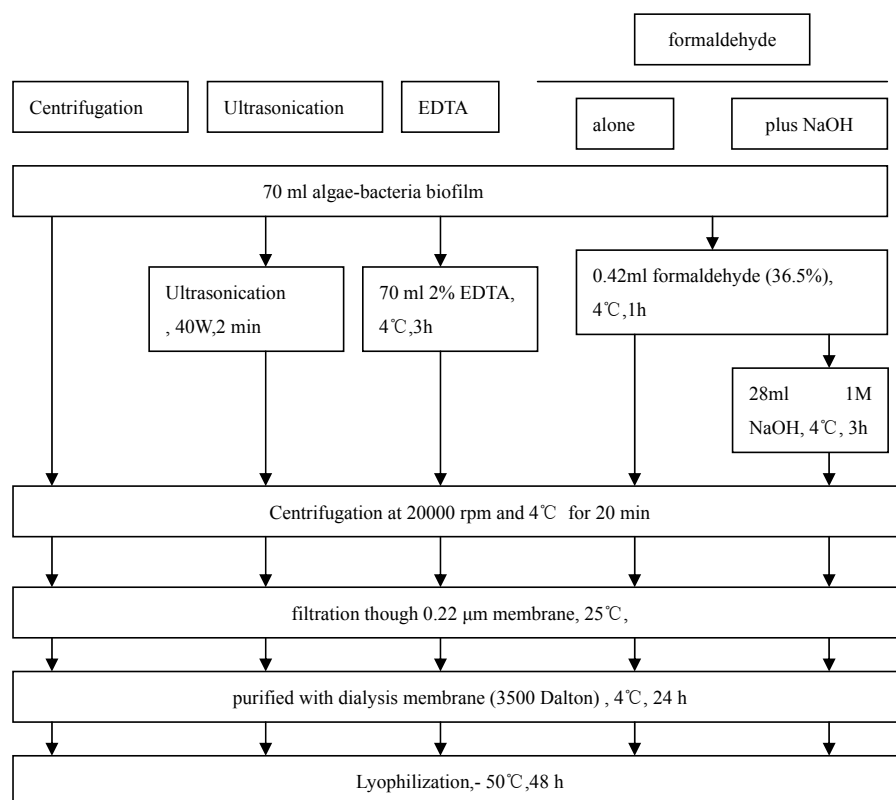 formaldehyde
Centrifugation
Ultrasonication
EDTA
alone
plus NaOH
70 ml algae-bacteria biofilm
Ultrasonication
, 40W,2 min
70 ml 2% EDTA,
4℃,3h
0.42ml formaldehyde (36.5%),
4℃,1h
28ml 1M
NaOH, 4℃, 3h
Centrifugation at 20000 rpm and 4℃ for 20 min
filtration though 0.22 μm membrane, 25℃,
purified with dialysis membrane (3500 Dalton) , 4℃, 24 h
Lyophilization,- 50℃,48 h